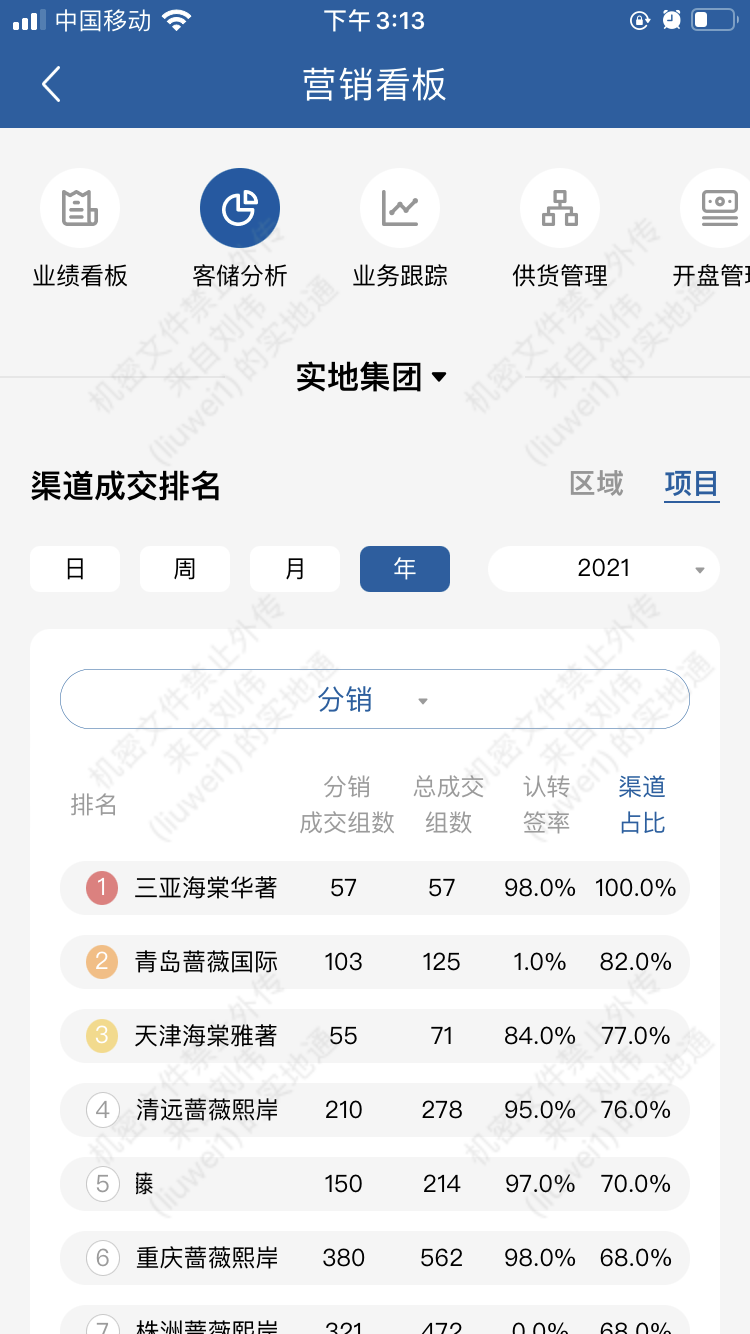 中国移动 下午3:13
营销看板
业绩看板 客储分析 业务跟踪 供货管理 开盘管理
实地集团
渠道成交排名 区域 项目
日 周 月 年 2021
分销
排名 分销成交组数 总成交组数 认转签率 渠道占比
1 三亚海棠华著 57 57 98.0% 100.0%
2 青岛蔷薇国际 103 125 1.0% 82.0%
3 天津海棠雅著 55 71 84.0% 77.0%
4 清远蔷薇熙岸 210 278 95.0% 76.0%
5 藤 150 214 97.0% 70.0%
6 重庆蔷薇熙岸 380 562 98.0% 68.0%
7 株洲蔷薇熙岸 321 472 0.0% 68.0%
机密文件禁止外传
来自刘伟
(liuwei1) 的实地通